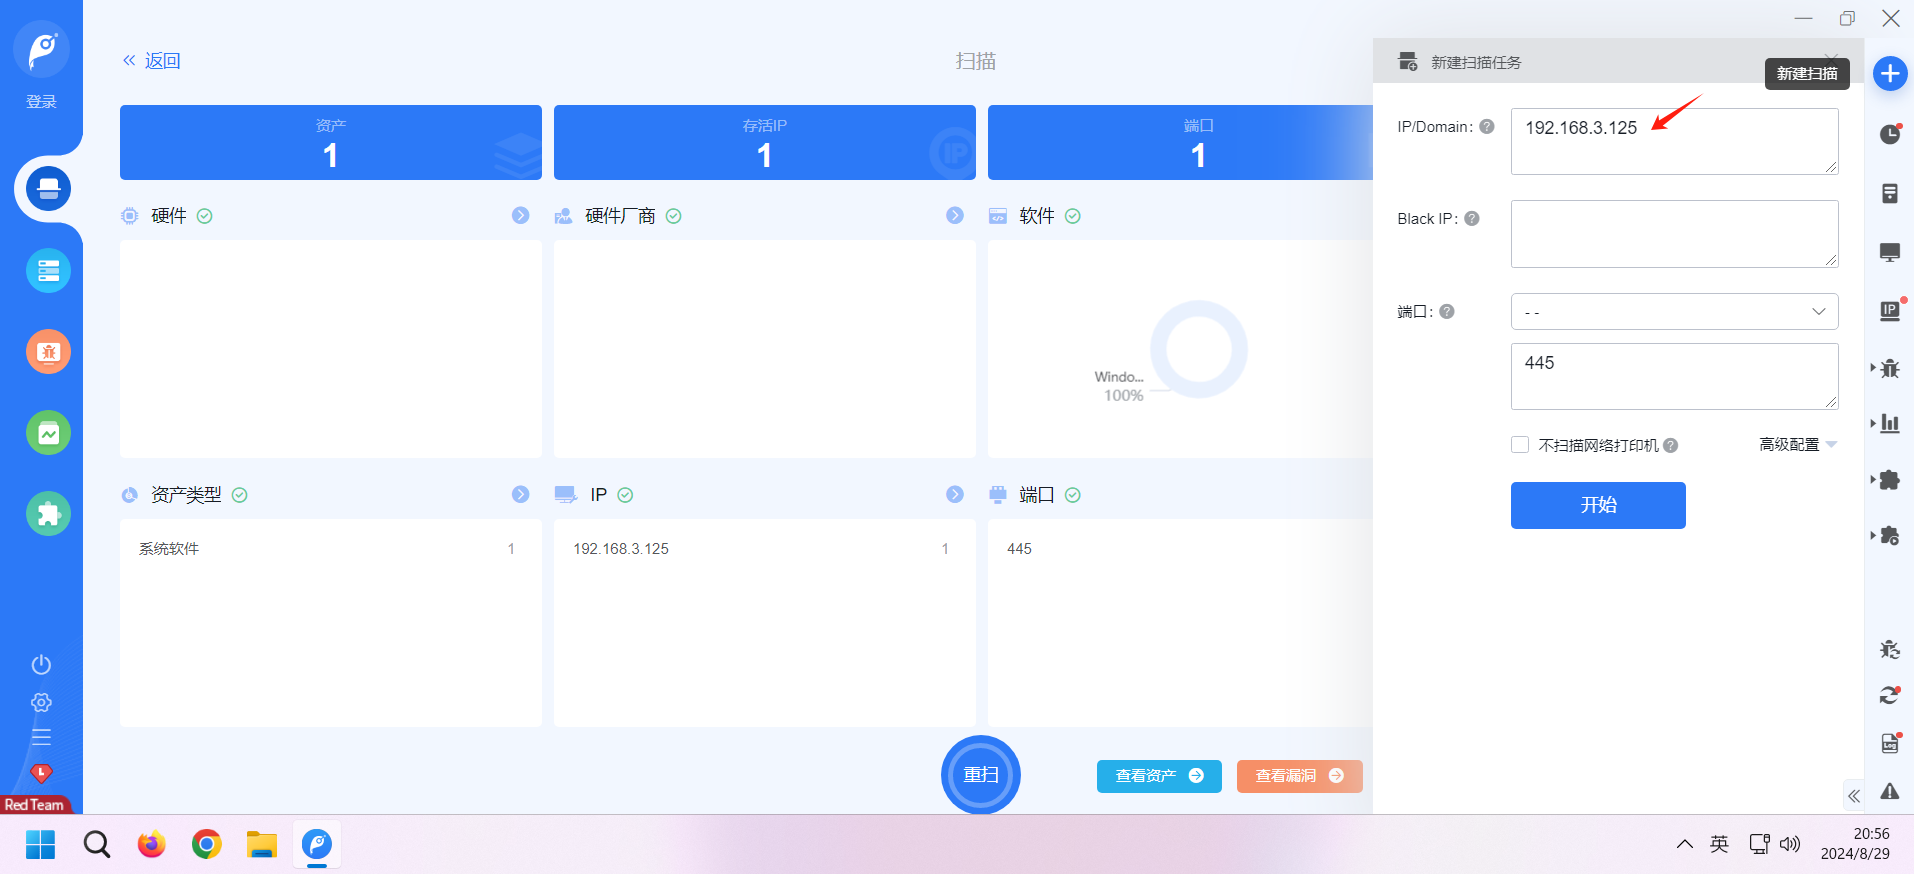 登录
Red Team
返回
扫描
资产
1
存活IP
1
IP
端口
1
硬件
硬件厂商
软件
Windo...
100%
资产类型
IP
端口
系统软件 1
192.168.3.125 1
445
重扫
查看资产
查看漏洞
新建扫描任务
新建扫描
IP/Domain: ?
192.168.3.125
Black IP: ?
端口: ?
- -
445
不扫描网络打印机 ?
高级配置
开始
IP
LOG
英
20:56
2024/8/29